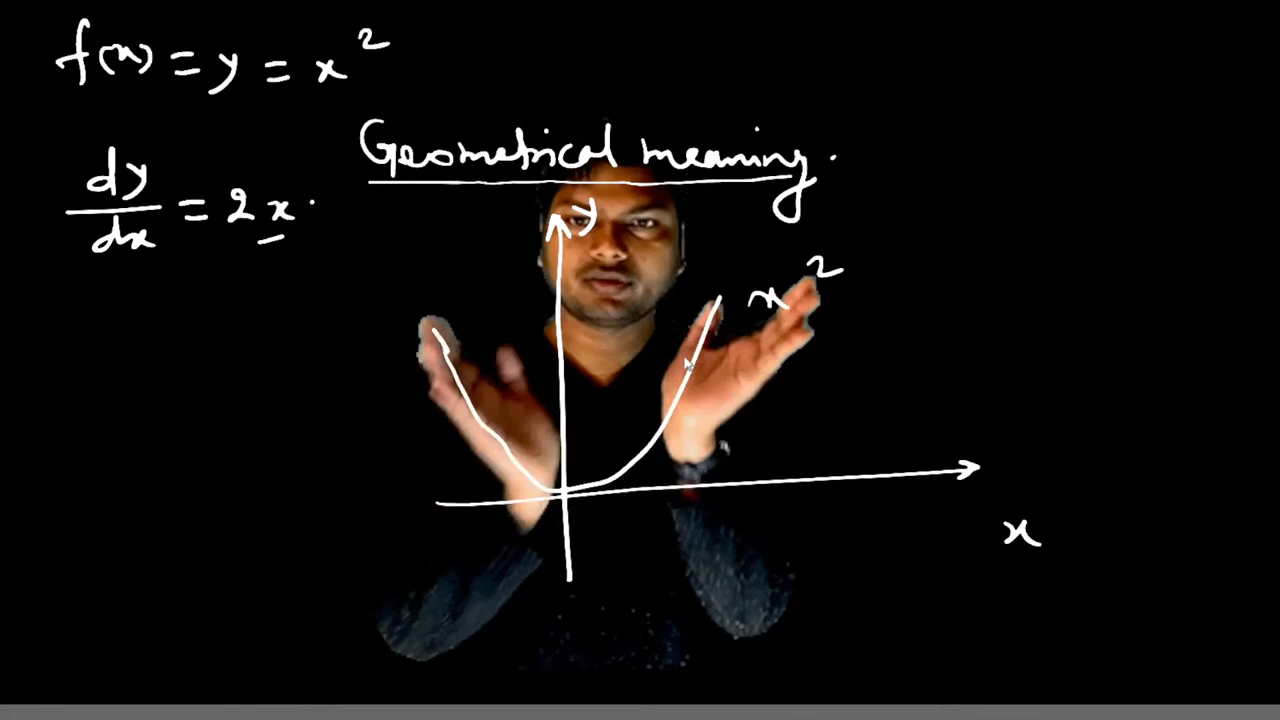 f(x) = y = x²
Geometrical meaning.
dy/dx = 2x.
y
x²
x